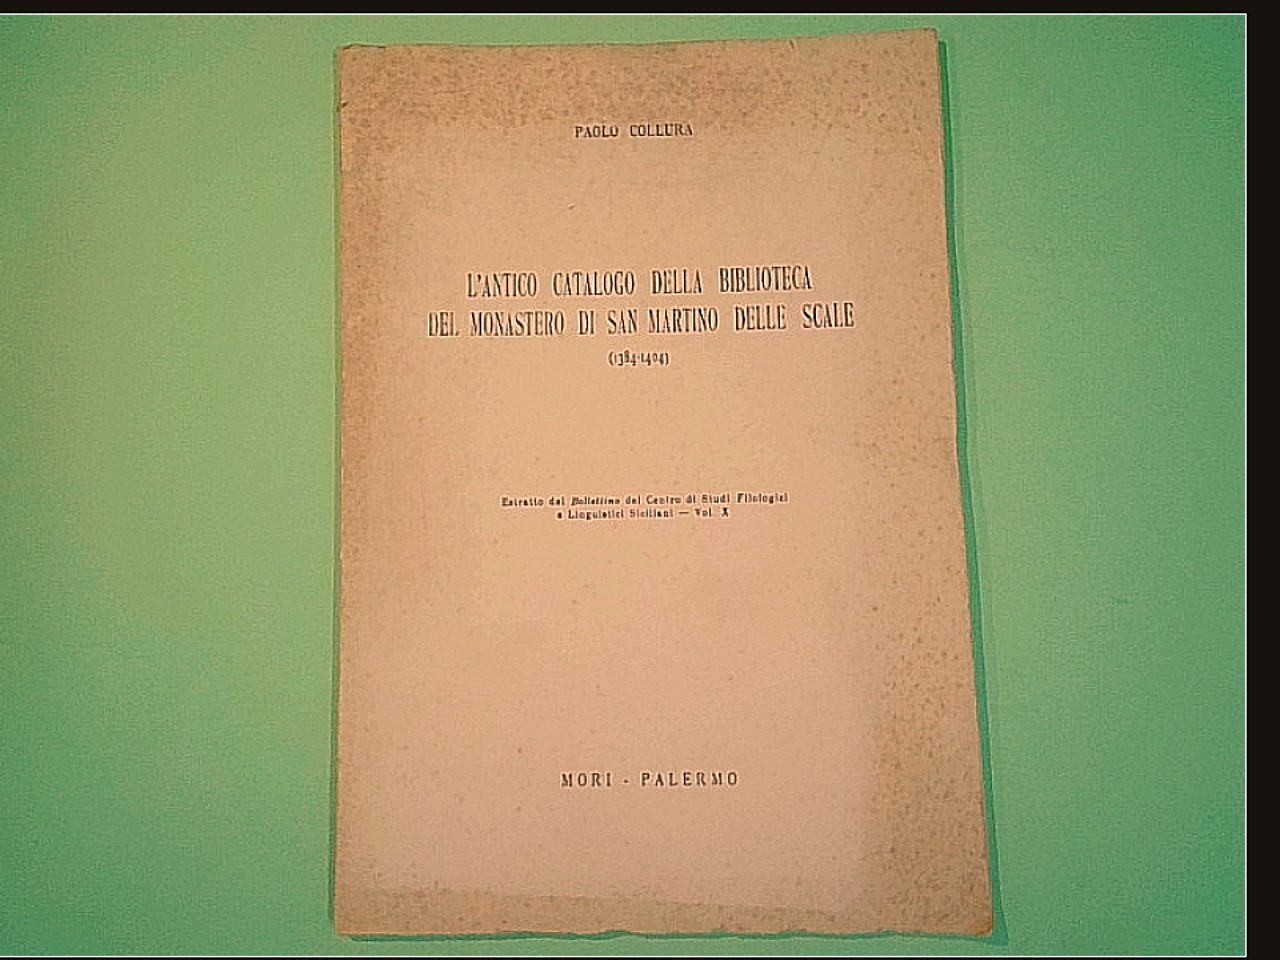 PAOLO COLLURA
L'ANTICO CATALOGO DELLA BIBLIOTECA
DEL MONASTERO DI SAN MARTINO DELLE SCALE
(1384-1404)
Estratto dal Bollettino del Centro di Studi Filologici
e Linguistici Siciliani — Vol. X
MORI - PALERMO